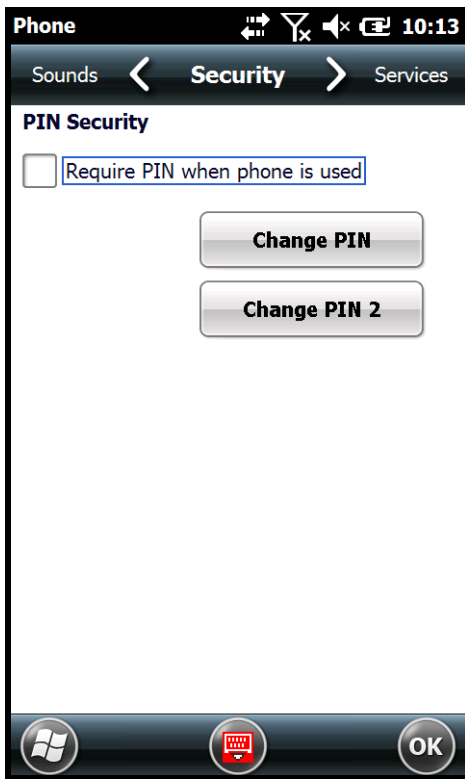 Phone 10:13
Sounds Security Services
PIN Security
Require PIN when phone is used
Change PIN
Change PIN 2
OK